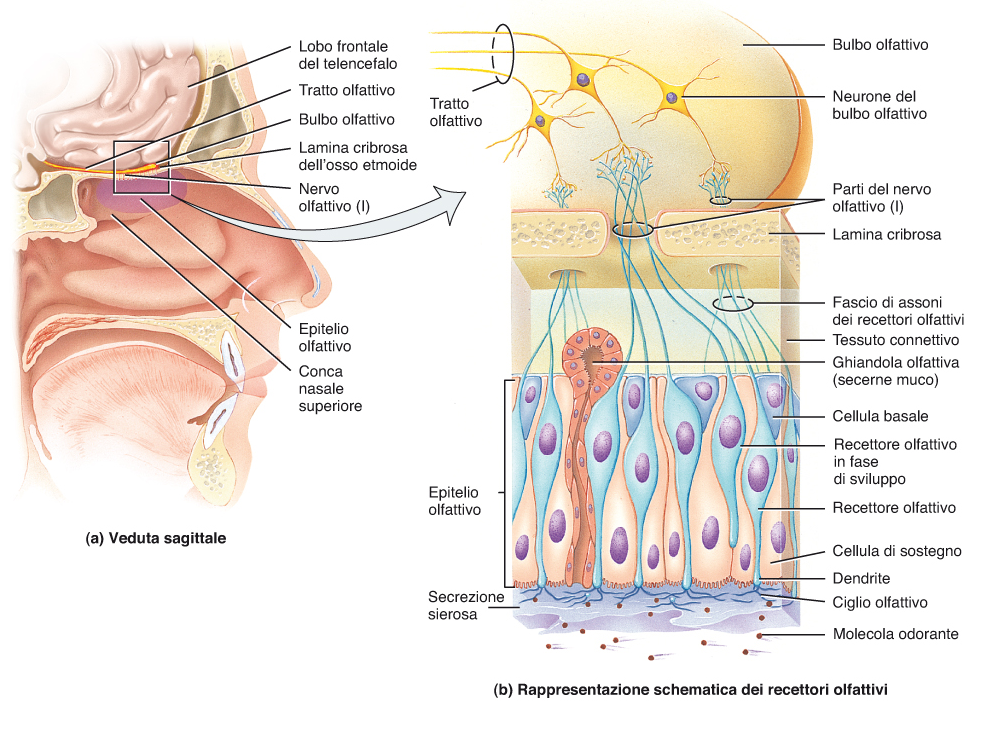 Lobo frontale
del telencefalo
Tratto olfattivo
Bulbo olfattivo
Lamina cribrosa
dell'osso etmoide
Nervo
olfattivo (I)
Epitelio
olfattivo
Conca
nasale
superiore
(a) Veduta sagittale
Tratto
olfattivo
Bulbo olfattivo
Neurone del
bulbo olfattivo
Parti del nervo
olfattivo (I)
Lamina cribrosa
Fascio di assoni
dei recettori olfattivi
Tessuto connettivo
Ghiandola olfattiva
(secerne muco)
Cellula basale
Recettore olfattivo
in fase
di sviluppo
Recettore olfattivo
Cellula di sostegno
Dendrite
Ciglio olfattivo
Molecola odorante
Epitelio
olfattivo
Secrezione
sierosa
(b) Rappresentazione schematica dei recettori olfattivi